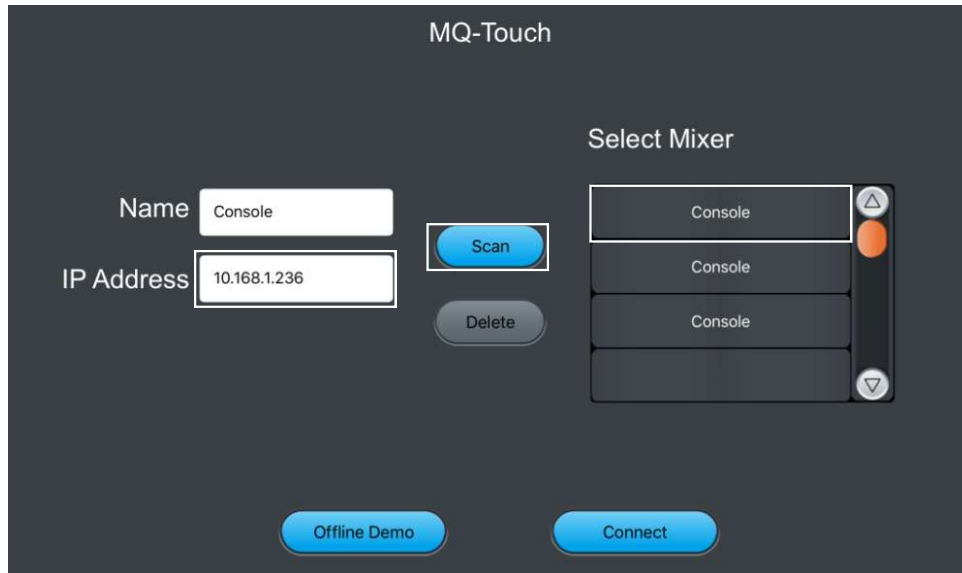 MQ-Touch
Select Mixer
Name
Console
IP Address
10.168.1.236
Scan
Delete
Console
Console
Console
Offline Demo
Connect